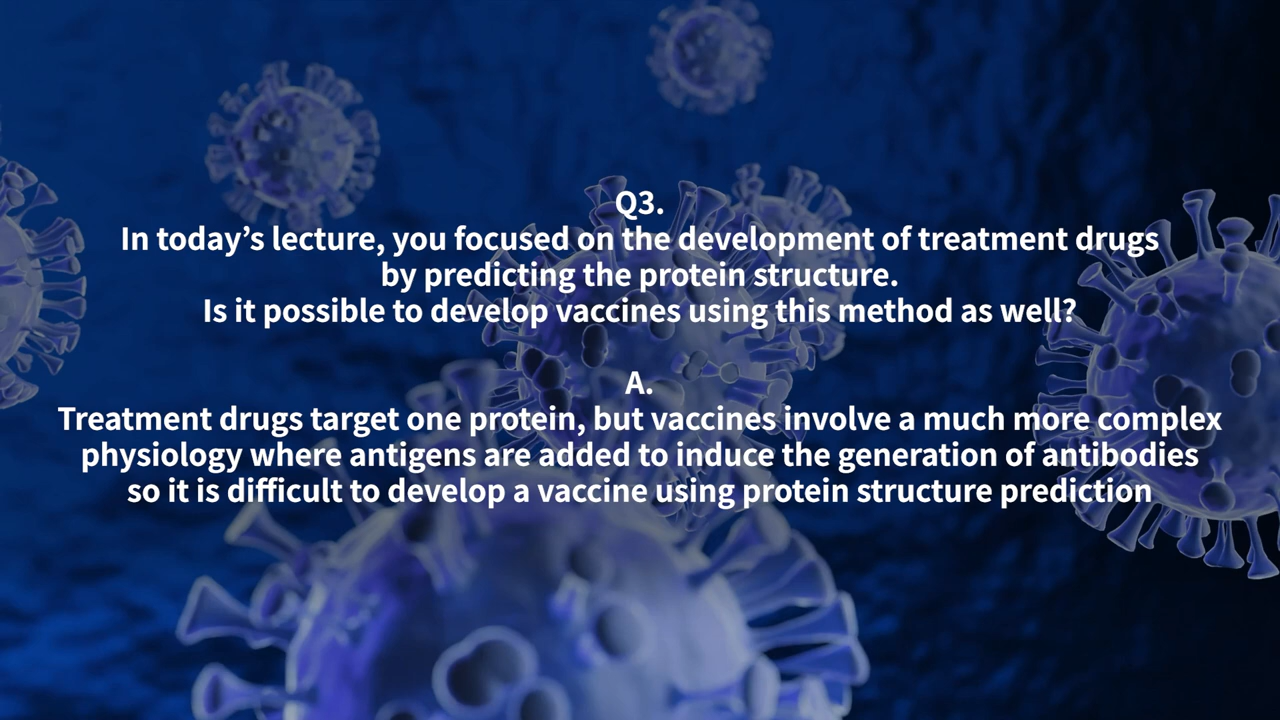 Q3.
In today’s lecture, you focused on the development of treatment drugs
by predicting the protein structure.
Is it possible to develop vaccines using this method as well?
A.
Treatment drugs target one protein, but vaccines involve a much more complex
physiology where antigens are added to induce the generation of antibodies
so it is difficult to develop a vaccine using protein structure prediction